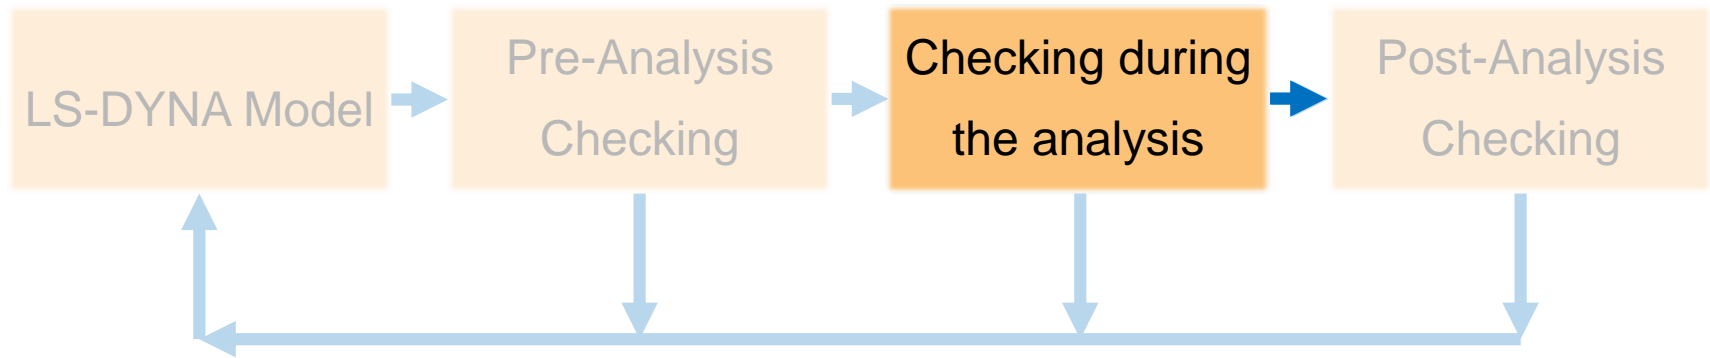 LS-DYNA Model
Pre-Analysis
Checking
Checking during
the analysis
Post-Analysis
Checking